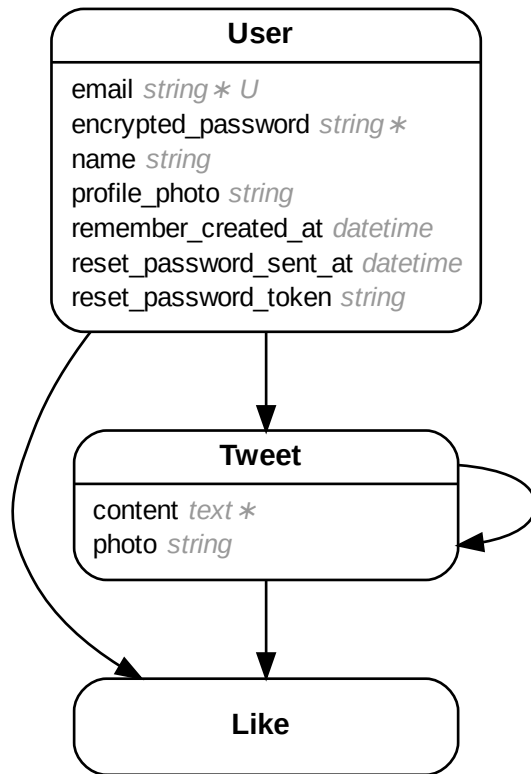 User
email string∗ U
encrypted_password string∗
name string
profile_photo string
remember_created_at datetime
reset_password_sent_at datetime
reset_password_token string
Tweet
content text∗
photo string
Like